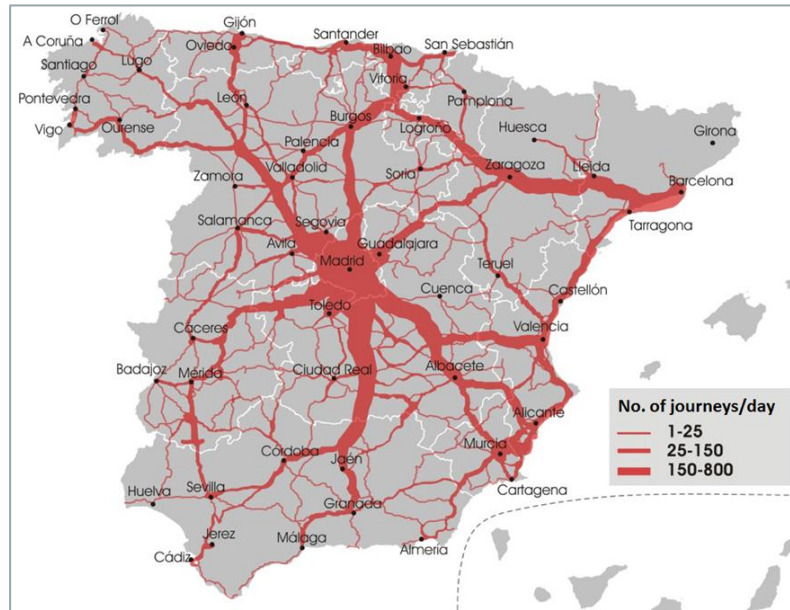 O Ferrol
Gijón
A Coruña
Oviedo
Santander
Bilbao
San Sebastián
Santiago
Lugo
Vitoria
Pontevedra
León
Pamplona
Vigo
Ourense
Burgos
Logroño
Huesca
Girona
Palencia
Zamora
Valladolid
Soria
Zaragoza
Lleida
Barcelona
Salamanca
Segovia
Tarragona
Avila
Guadalajara
Madrid
Teruel
Toledo
Cuenca
Castellón
Cáceres
Valencia
Badajoz
Mérida
Ciudad Real
Albacete
No. of journeys/day
1-25
25-150
150-800
Alicante
Murcia
Córdoba
Jaén
Huelva
Sevilla
Granada
Cartagena
Jerez
Málaga
Almería
Cádiz